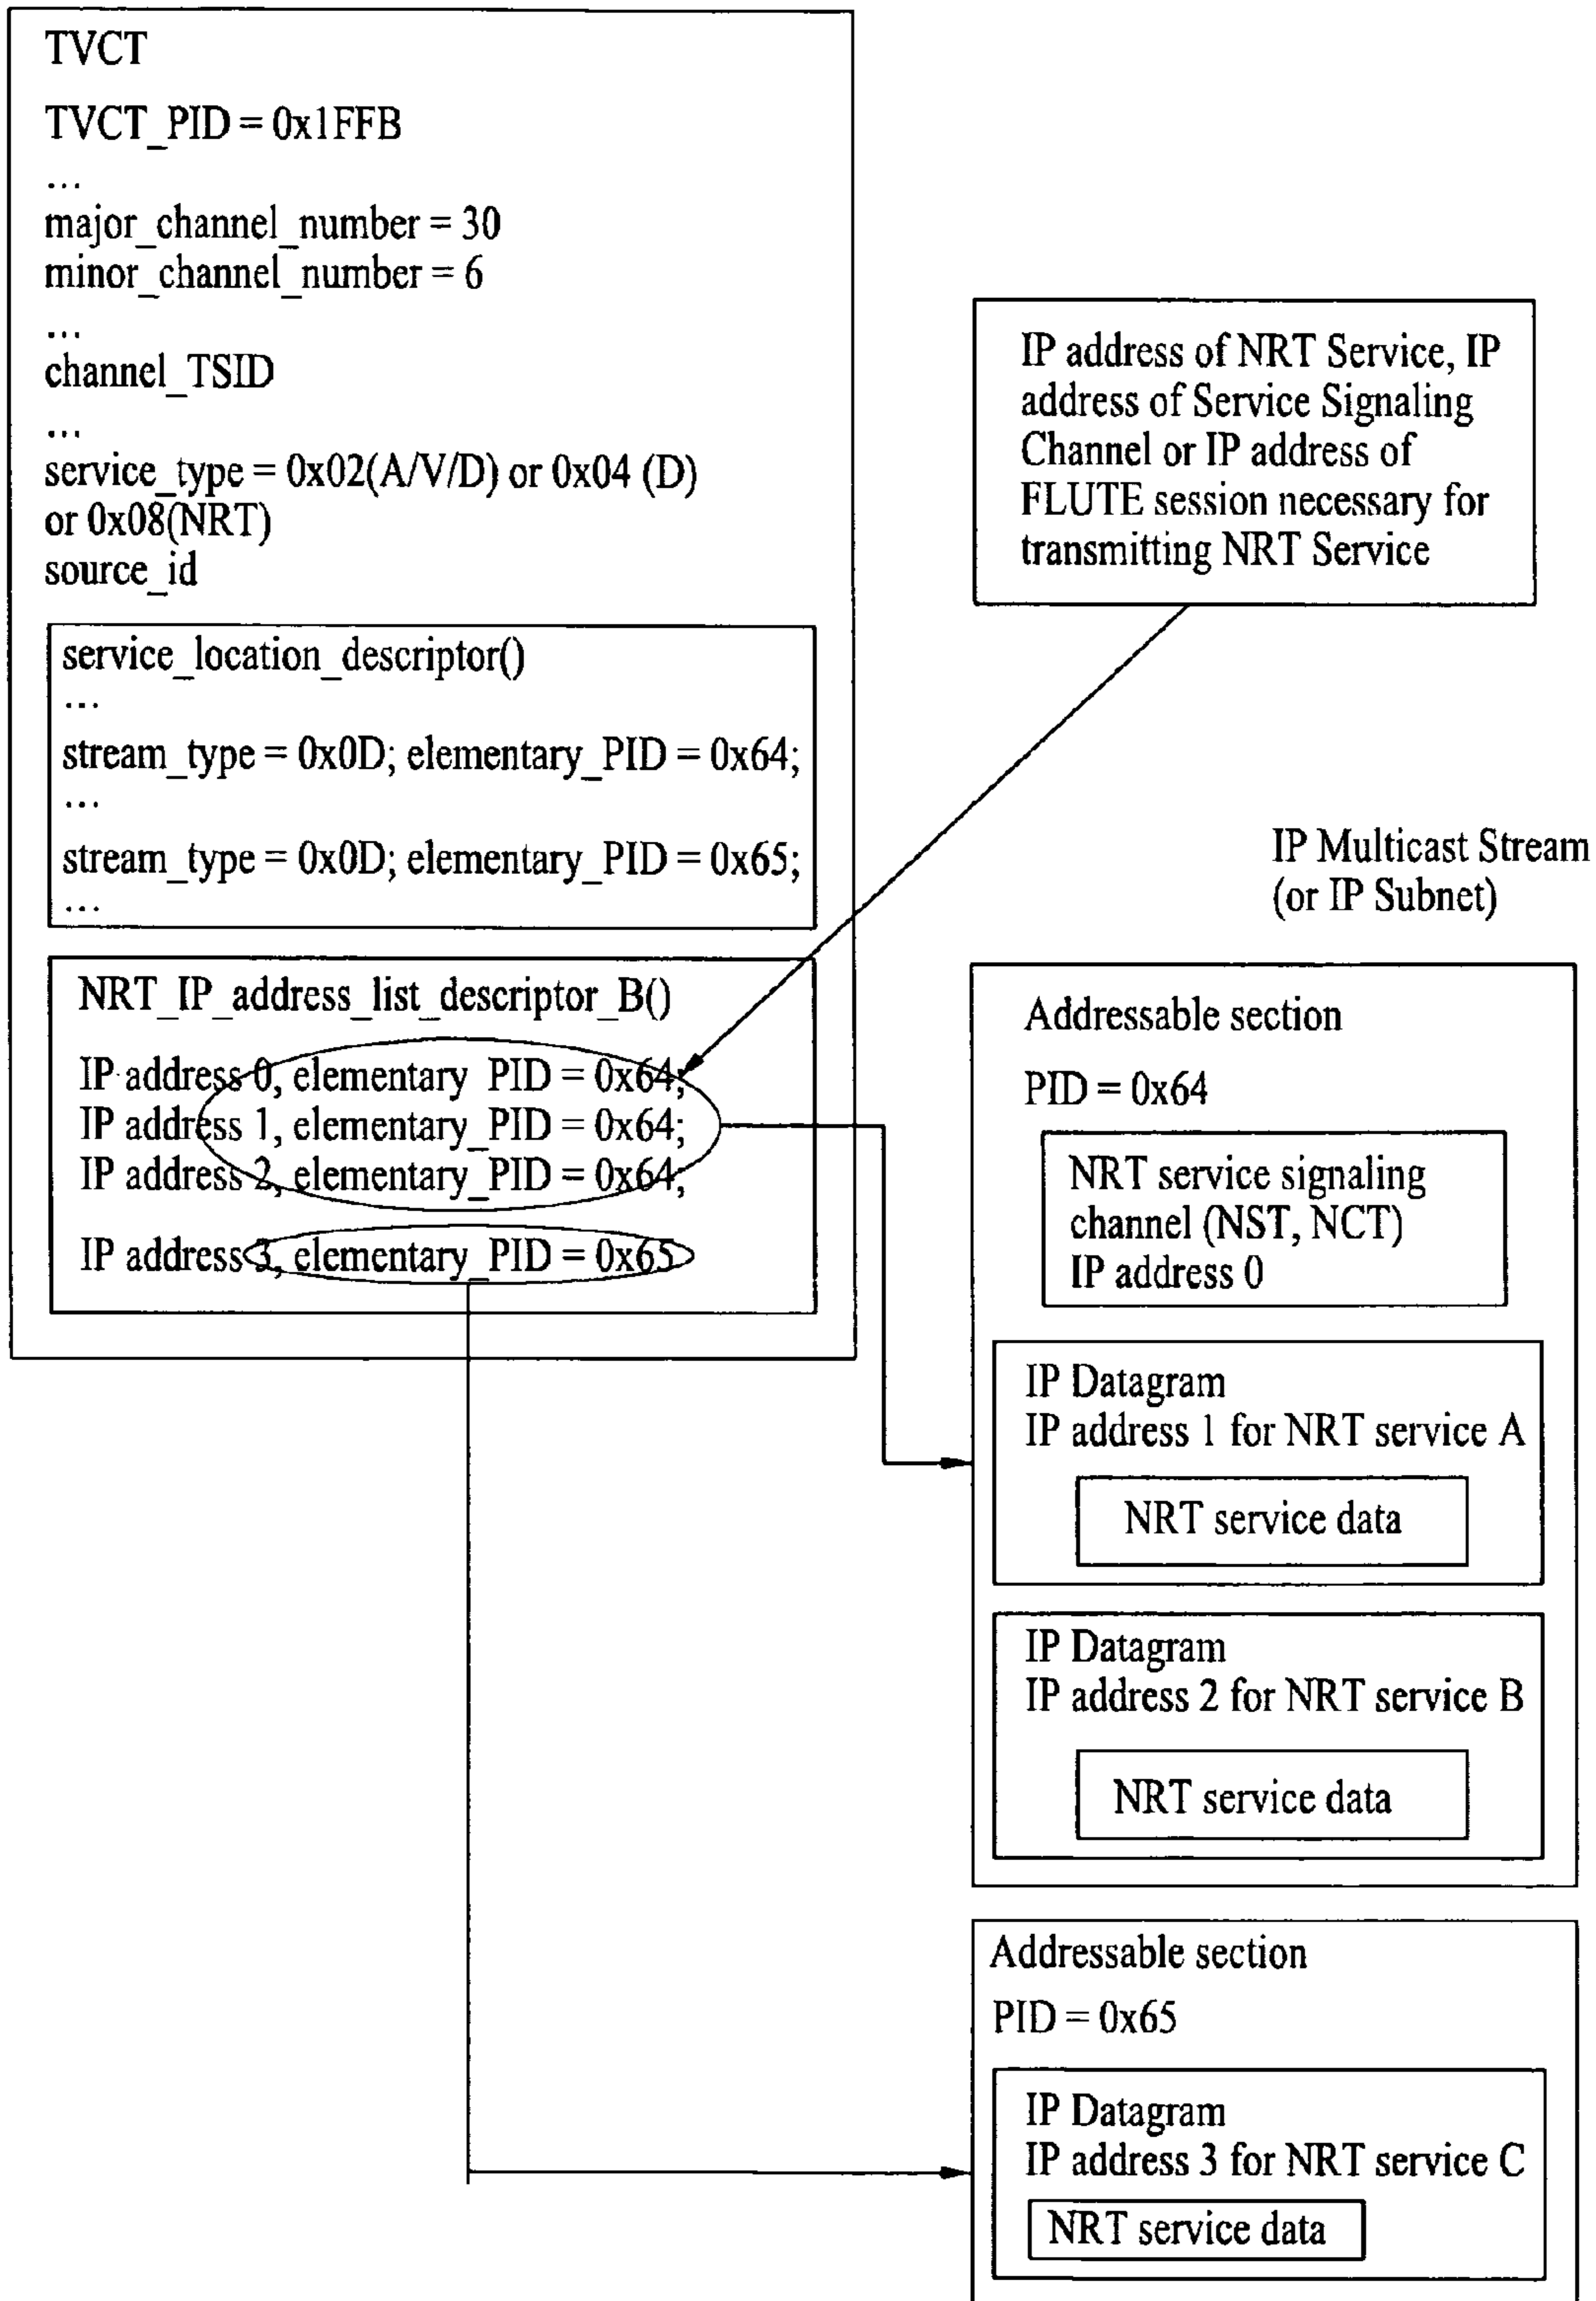 TVCT
TVCT_PID = 0x1FFB
...
major_channel_number = 30
minor_channel_number = 6
...
channel_TSID
...
service_type = 0x02(A/V/D) or 0x04 (D)
or 0x08(NRT)
source_id
service_location_descriptor()
...
stream_type = 0x0D; elementary_PID = 0x64;
...
stream_type = 0x0D; elementary_PID = 0x65;
...
NRT_IP_address_list_descriptor_B()
IP address 0, elementary_PID = 0x64;
IP address 1, elementary_PID = 0x64;
IP address 2, elementary_PID = 0x64;
IP address 3, elementary_PID = 0x65
IP address of NRT Service, IP
address of Service Signaling
Channel or IP address of
FLUTE session necessary for
transmitting NRT Service
IP Multicast Stream
(or IP Subnet)
Addressable section
PID = 0x64
NRT service signaling
channel (NST, NCT)
IP address 0
IP Datagram
IP address 1 for NRT service A
NRT service data
IP Datagram
IP address 2 for NRT service B
NRT service data
Addressable section
PID = 0x65
IP Datagram
IP address 3 for NRT service C
NRT service data